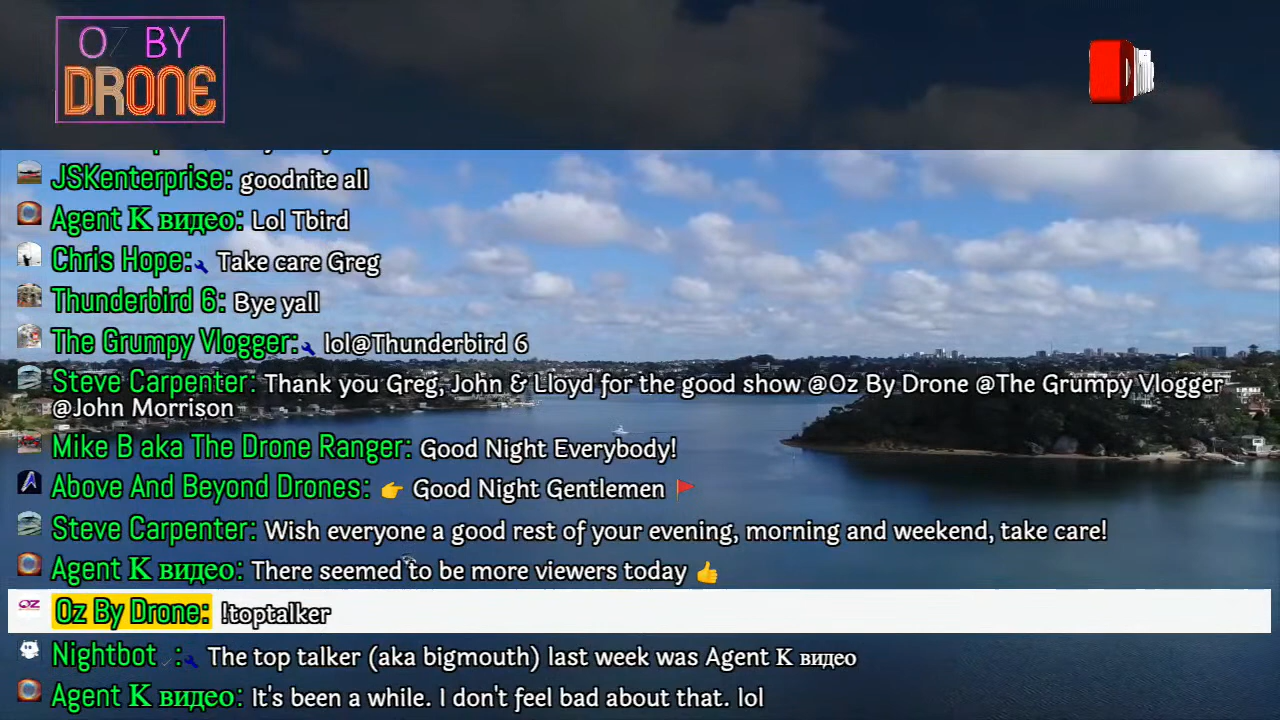 OZ BY
DRONE
JSKenterprise: goodnite all
Agent К видео: Lol Tbird
Chris Hope: Take care Greg
Thunderbird 6: Bye yall
The Grumpy Vlogger: lol@Thunderbird 6
Steve Carpenter: Thank you Greg, John & Lloyd for the good show @Oz By Drone @The Grumpy Vlogger
@John Morrison
Mike B aka The Drone Ranger: Good Night Everybody!
Above And Beyond Drones: 👉 Good Night Gentlemen 🚩
Steve Carpenter: Wish everyone a good rest of your evening, morning and weekend, take care!
Agent К видео: There seemed to be more viewers today 👍
OZ Oz By Drone: !toptalker
Nightbot : The top talker (aka bigmouth) last week was Agent К видео
Agent К видео: It's been a while. I don't feel bad about that. lol